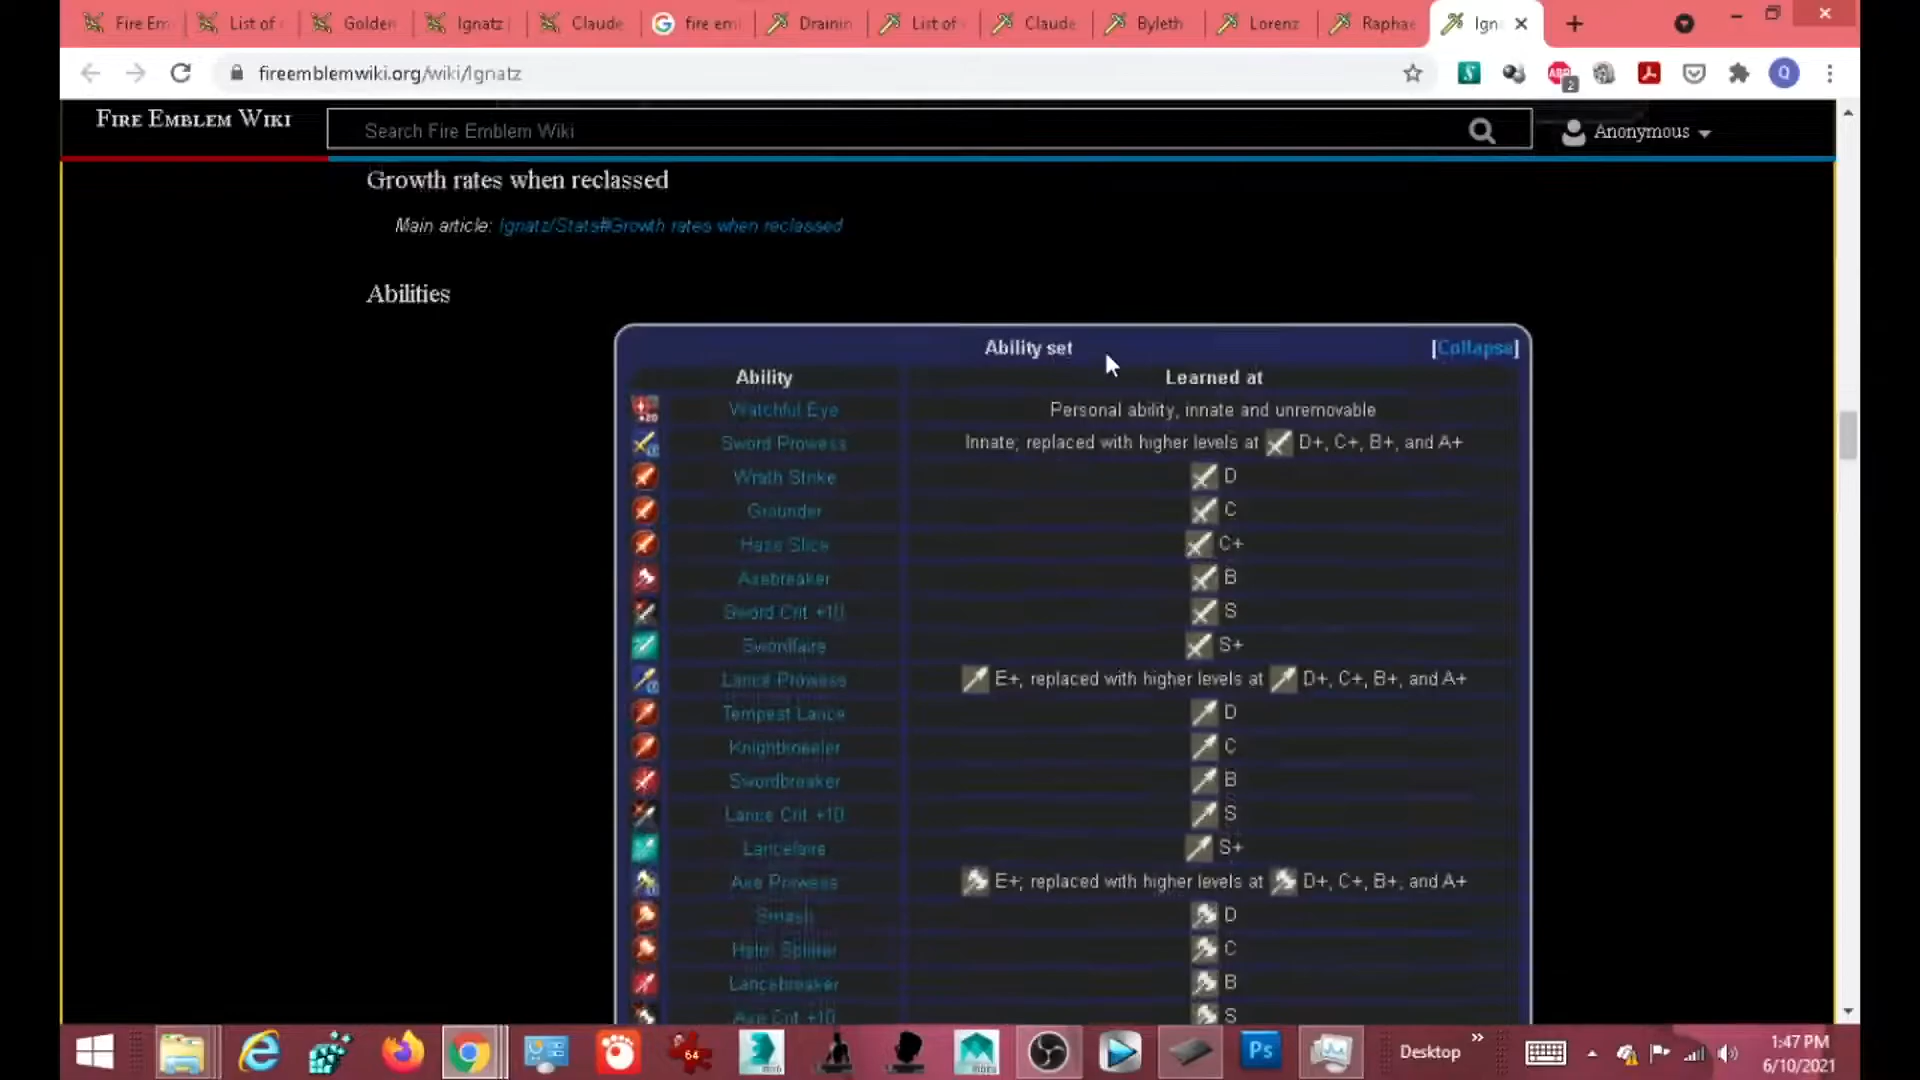 Fire Em List of Golden Ignatz Claude fire em Drainin List of Claude Byleth Lorenz Raphae Ign
fireemblemwiki.org/wiki/Ignatz
FIRE EMBLEM WIKI Search Fire Emblem Wiki Anonymous
Growth rates when reclassed
Main article: Ignatz/Stats#Growth rates when reclassed
Abilities
Ability set [Collapse]
Ability Learned at
Watchful Eye Personal ability, innate and unremovable
Sword Prowess Innate; replaced with higher levels at D+, C+, B+, and A+
Wrath Strike D
Grounder C
Haze Slice C+
Axebreaker B
Sword Crit +10 S
Swordfaire S+
Lance Prowess E+, replaced with higher levels at D+, C+, B+, and A+
Tempest Lance D
Knightkneeler C
Swordbreaker B
Lance Crit +10 S
Lancefaire S+
Axe Prowess E+; replaced with higher levels at D+, C+, B+, and A+
Smash D
Helm Splitter C
Lancebreaker B
Axe Crit +10 S
Desktop »
1:47 PM
6/10/2021